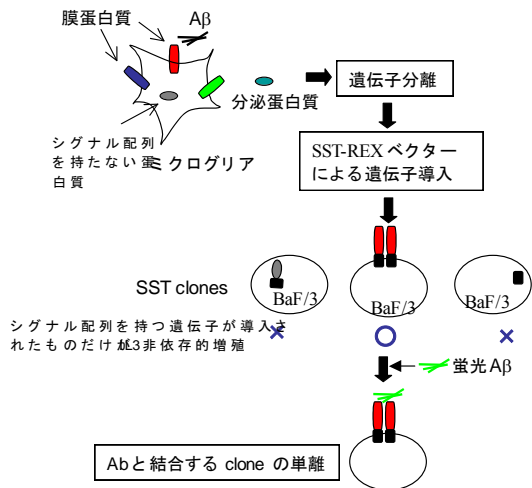 膜蛋白質
Aβ
分泌蛋白質
遺伝子分離
シグナル配列
を持たない蛋
白質
ミクログリア
SST-REX ベクター
による遺伝子導入
SST clones
BaF/3
BaF/3
BaF/3
シグナル配列を持つ遺伝子が導入さ
れたものだけがIL3非依存的増殖
蛍光Aβ
Abと結合する clone の単離